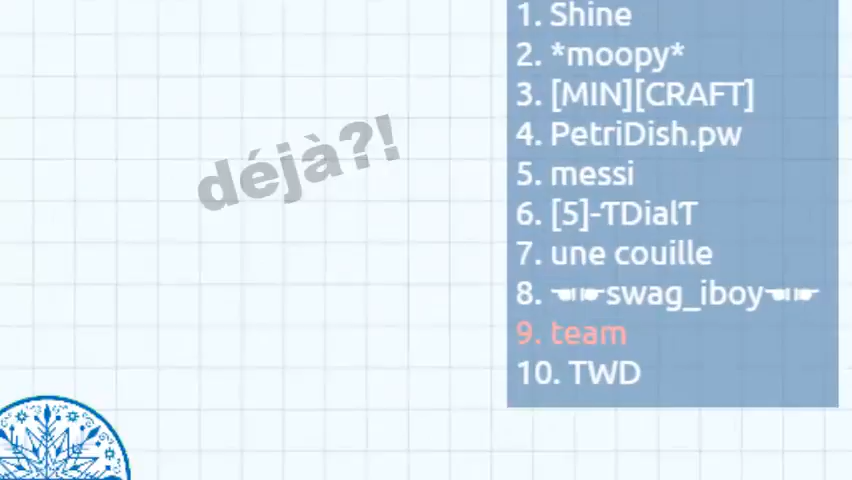 1. Shine
2. *moopy*
3. [MIN][CRAFT]
4. PetriDish.pw
5. messi
6. [5]-ƬDialƬ
7. une couille
8. ☚☛swag_iboy☚☛
9. team
10. TWD
déjà?!